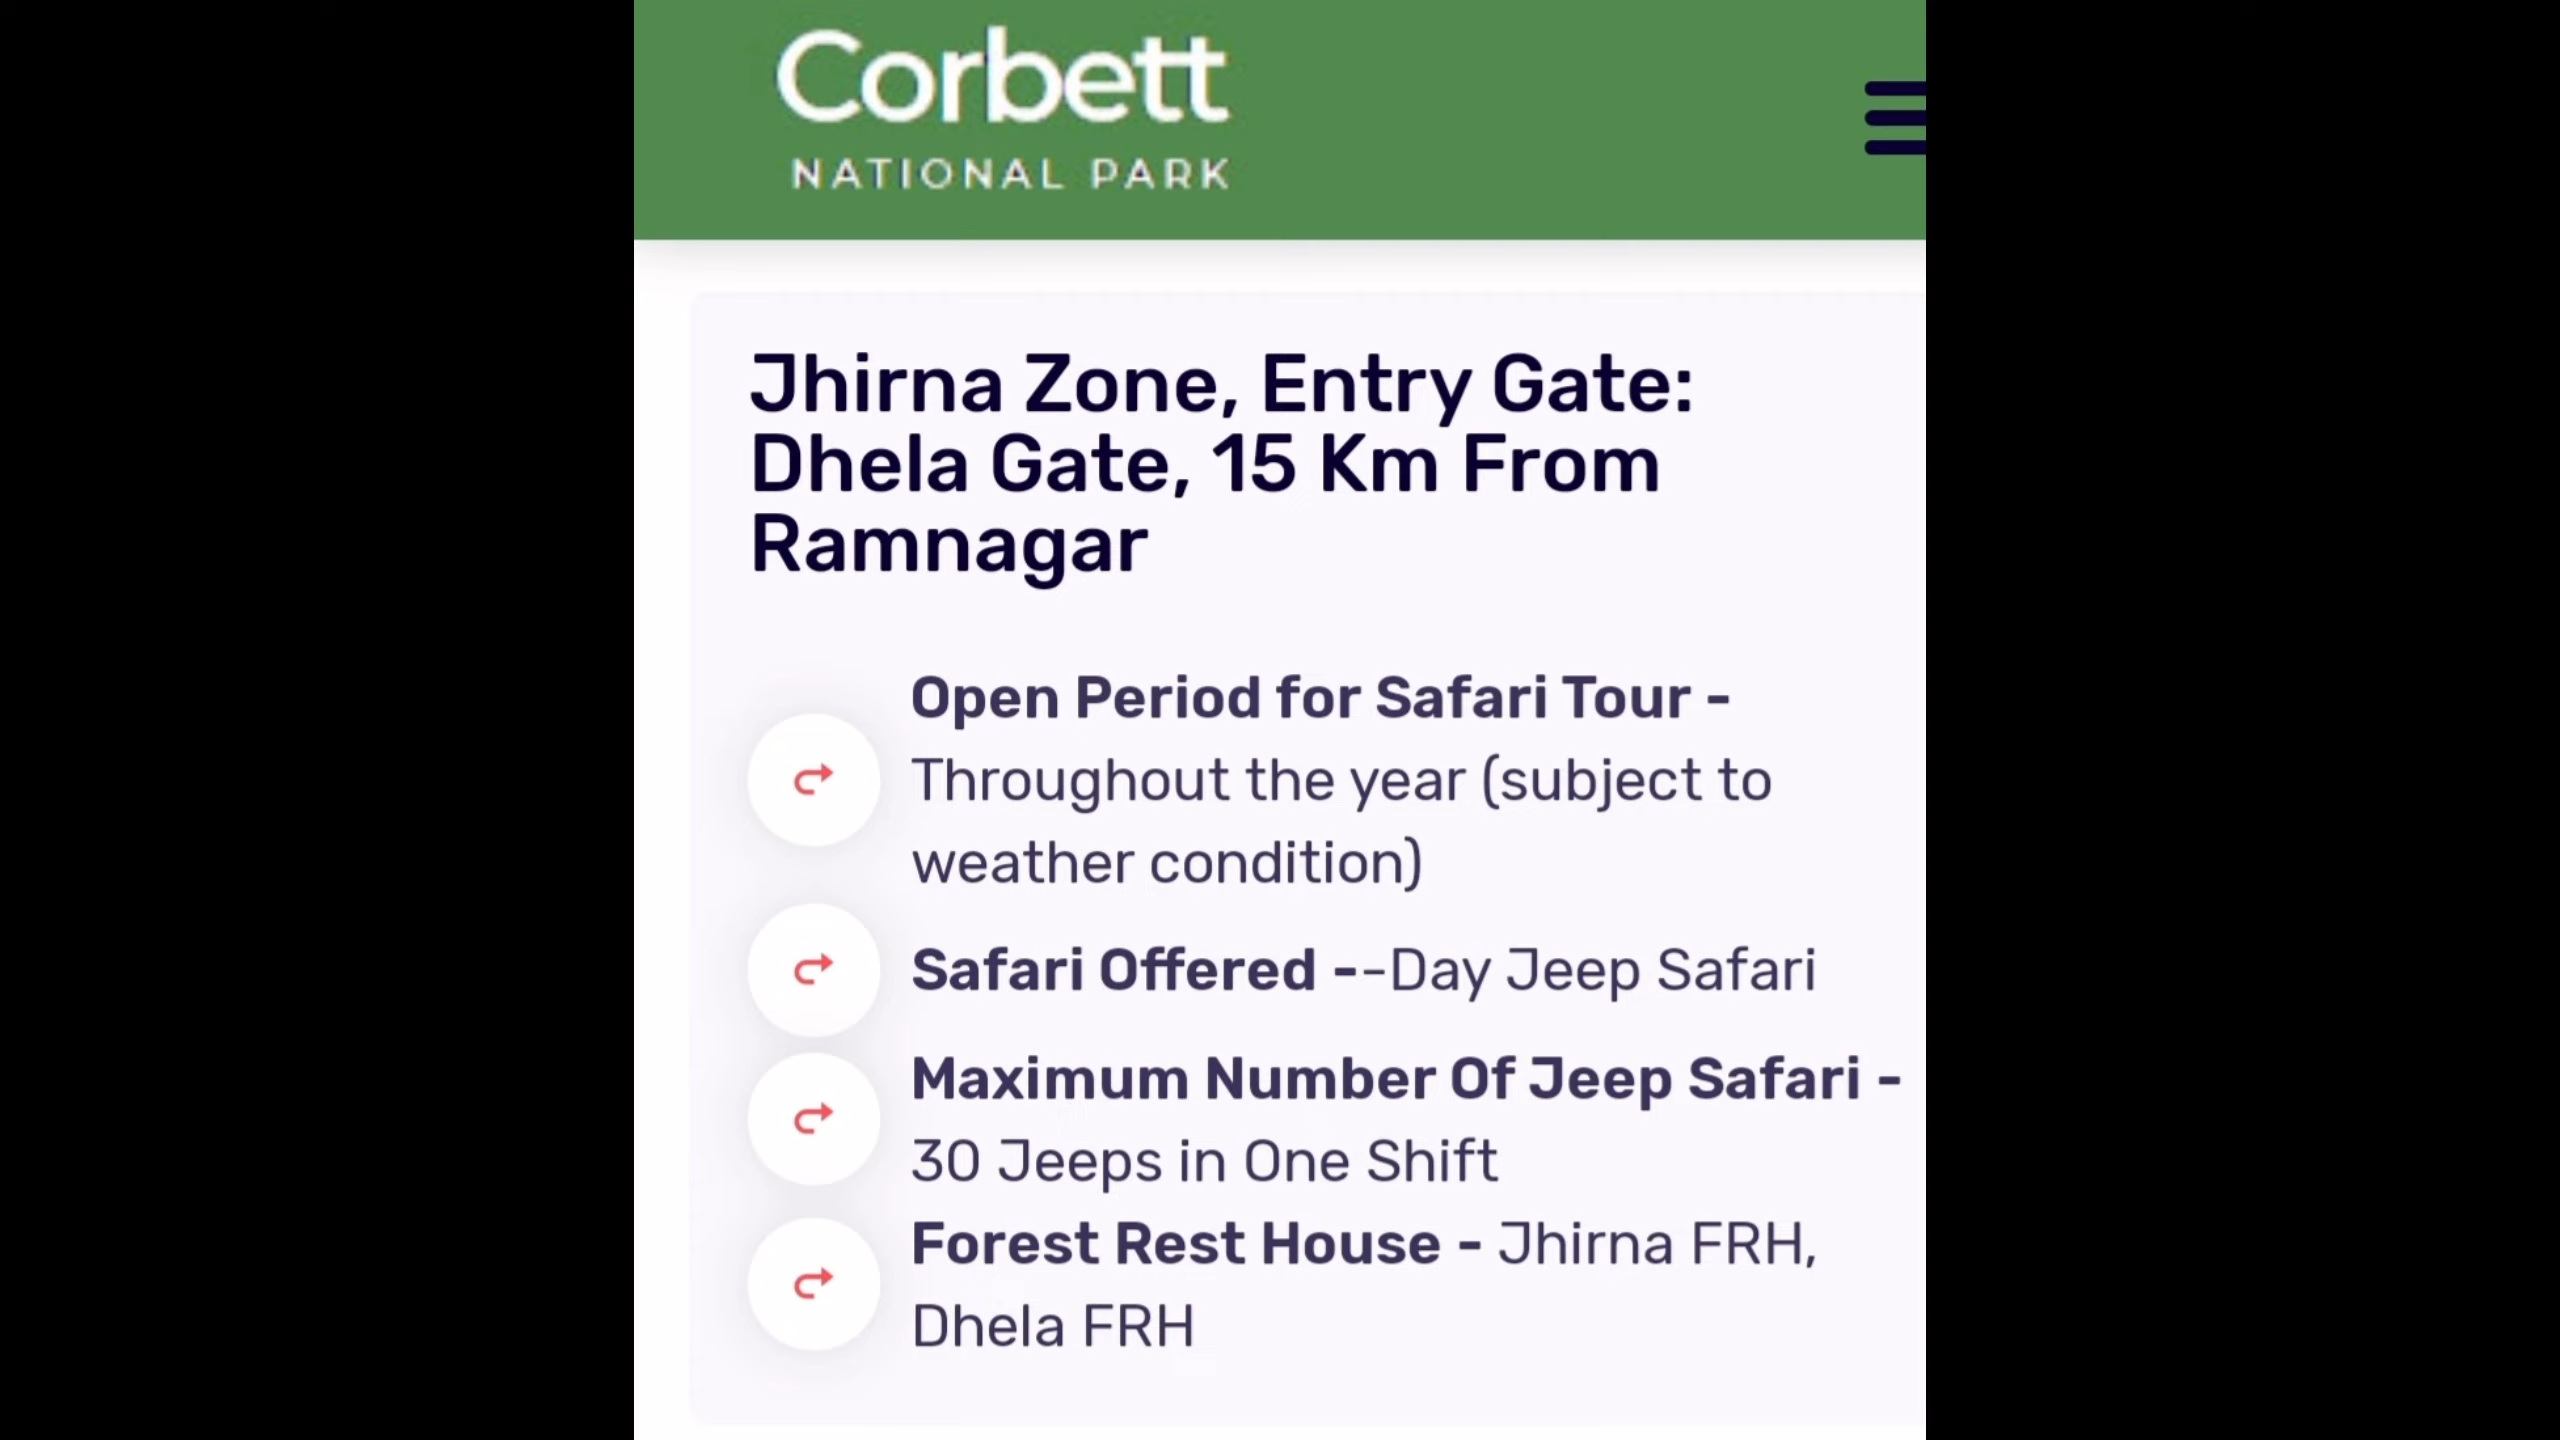 Corbett
NATIONAL PARK
Jhirna Zone, Entry Gate:
Dhela Gate, 15 Km From
Ramnagar
Open Period for Safari Tour -
Throughout the year (subject to
weather condition)
Safari Offered --Day Jeep Safari
Maximum Number Of Jeep Safari -
30 Jeeps in One Shift
Forest Rest House - Jhirna FRH,
Dhela FRH